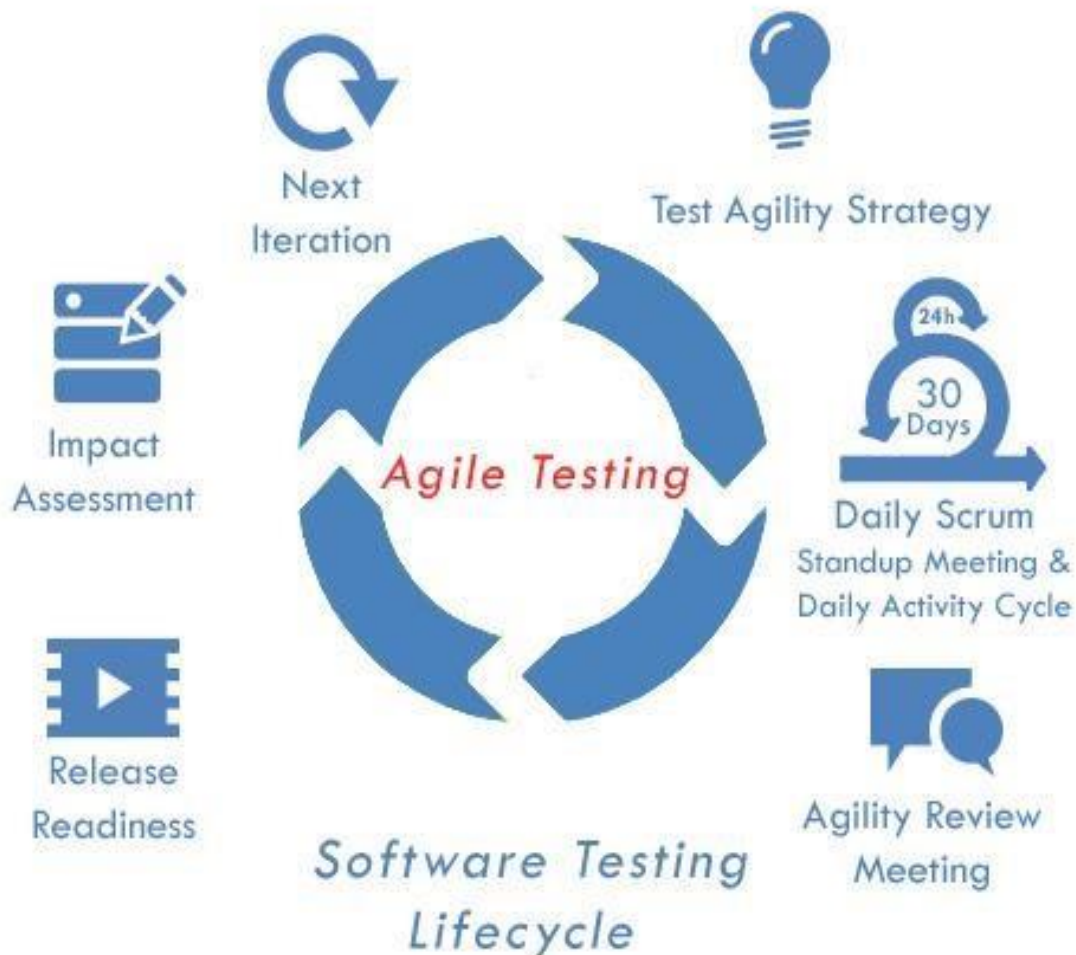 Next
Iteration
Test Agility Strategy
24h
30
Days
Daily Scrum
Standup Meeting &
Daily Activity Cycle
Impact
Assessment
Agile Testing
Release
Readiness
Agility Review
Meeting
Software Testing
Lifecycle